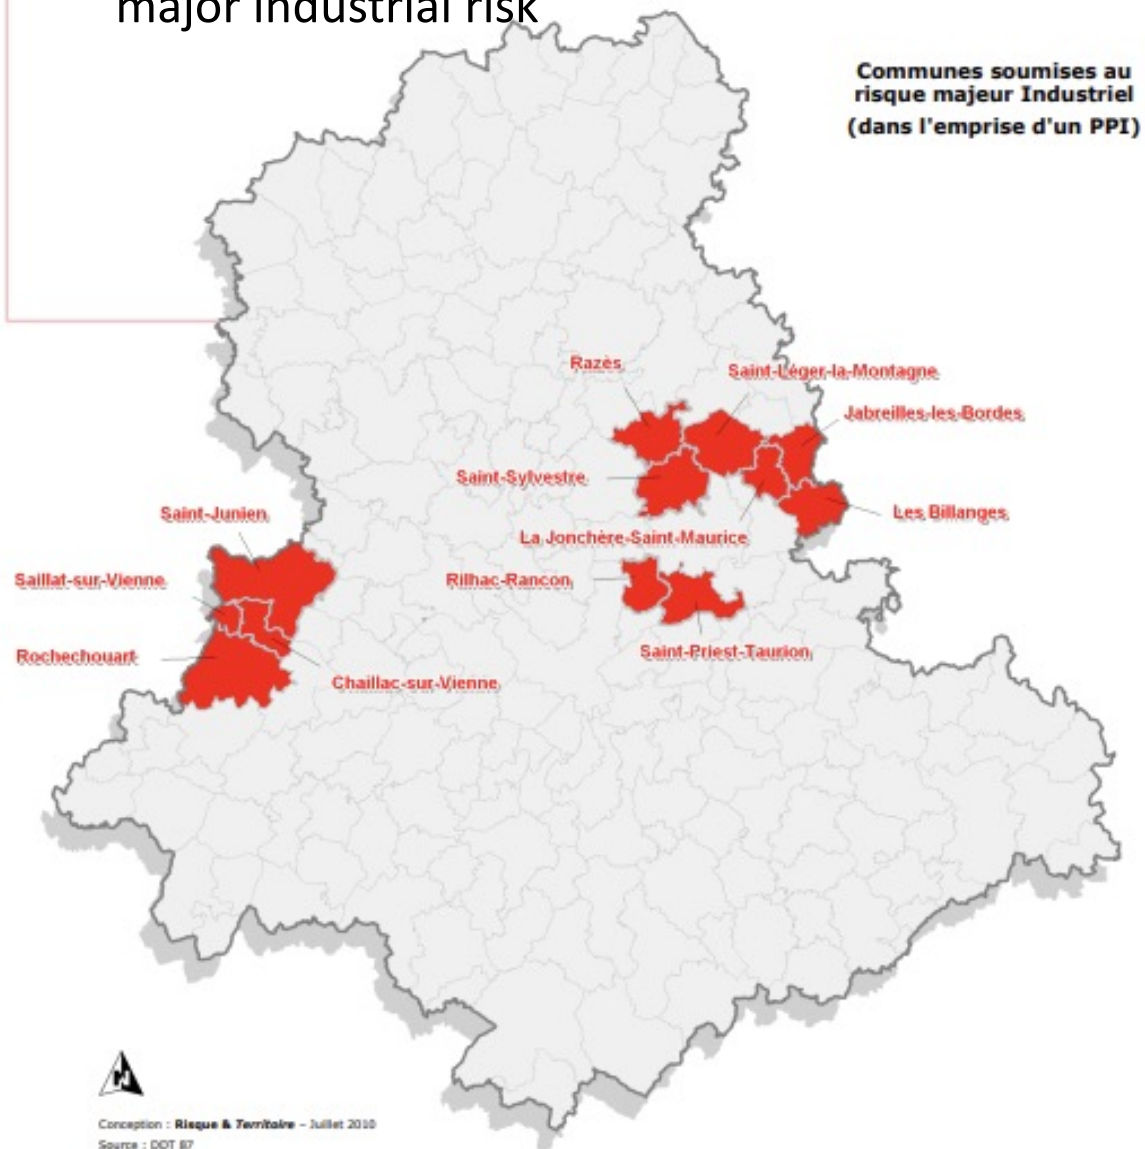 major industrial risk
Communes soumises au
risque majeur Industriel
(dans l'emprise d'un PPI)
Razès
Saint-Léger-la-Montagne
Jabreilles-les-Bordes
Saint-Sylvestre
Les Billanges
Saint-Junien
La Jonchère-Saint-Maurice
Saillat-sur-Vienne
Rilhac-Rancon
Rochechouart
Saint-Priest-Taurion
Chaillac-sur-Vienne
N
Conception : Risque & Territoire – Juillet 2010
Source : DDT 87